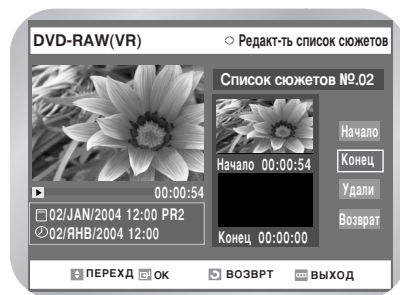 DVD-RAW(VR)
Редакт-ть список сюжетов
Список сюжетов №.02
Начало 00:00:54
Конец 00:00:00
Начало
Конец
Удали
Возврат
00:00:54
02/JAN/2004 12:00 PR2
02/ЯНВ/2004 12:00
ПЕРЕХД OK ВОЗВРТ ВЫХОД